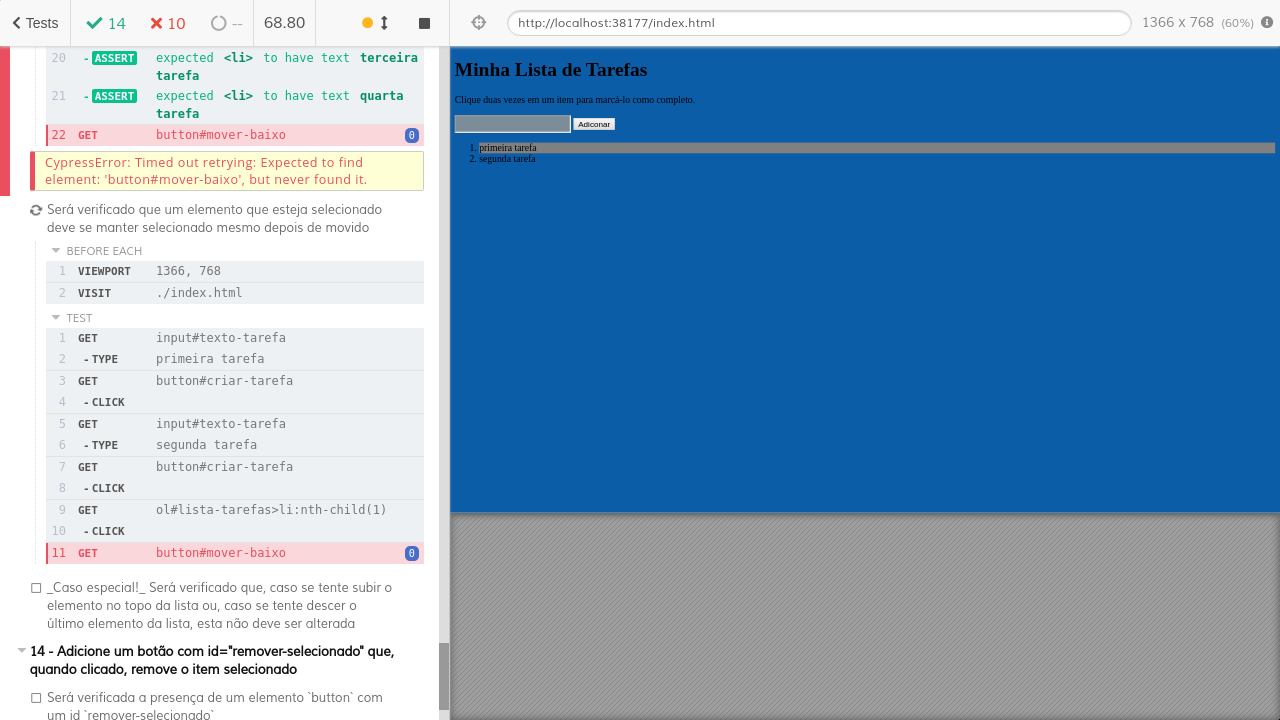 Tests 14 10 -- 68.80
http://localhost:38177/index.html 1366 x 768 (60%)
20 - ASSERT expected <li> to have text terceira
tarefa
21 - ASSERT expected <li> to have text quarta
tarefa
22 GET button#mover-baixo 0
CypressError: Timed out retrying: Expected to find
element: 'button#mover-baixo', but never found it.
Será verificado que um elemento que esteja selecionado
deve se manter selecionado mesmo depois de movido
BEFORE EACH
1 VIEWPORT 1366, 768
2 VISIT ./index.html
TEST
1 GET input#texto-tarefa
2 - TYPE primeira tarefa
3 GET button#criar-tarefa
4 - CLICK
5 GET input#texto-tarefa
6 - TYPE segunda tarefa
7 GET button#criar-tarefa
8 - CLICK
9 GET ol#lista-tarefas>li:nth-child(1)
10 - CLICK
11 GET button#mover-baixo 0
_Caso especial!_ Será verificado que, caso se tente subir o
elemento no topo da lista ou, caso se tente descer o
último elemento da lista, esta não deve ser alterada
14 - Adicione um botão com id="remover-selecionado" que,
quando clicado, remove o item selecionado
Será verificada a presença de um elemento `button` com
um id `remover-selecionado`
Minha Lista de Tarefas
Clique duas vezes em um item para marcá-lo como completo.
Adicionar
1. primeira tarefa
2. segunda tarefa